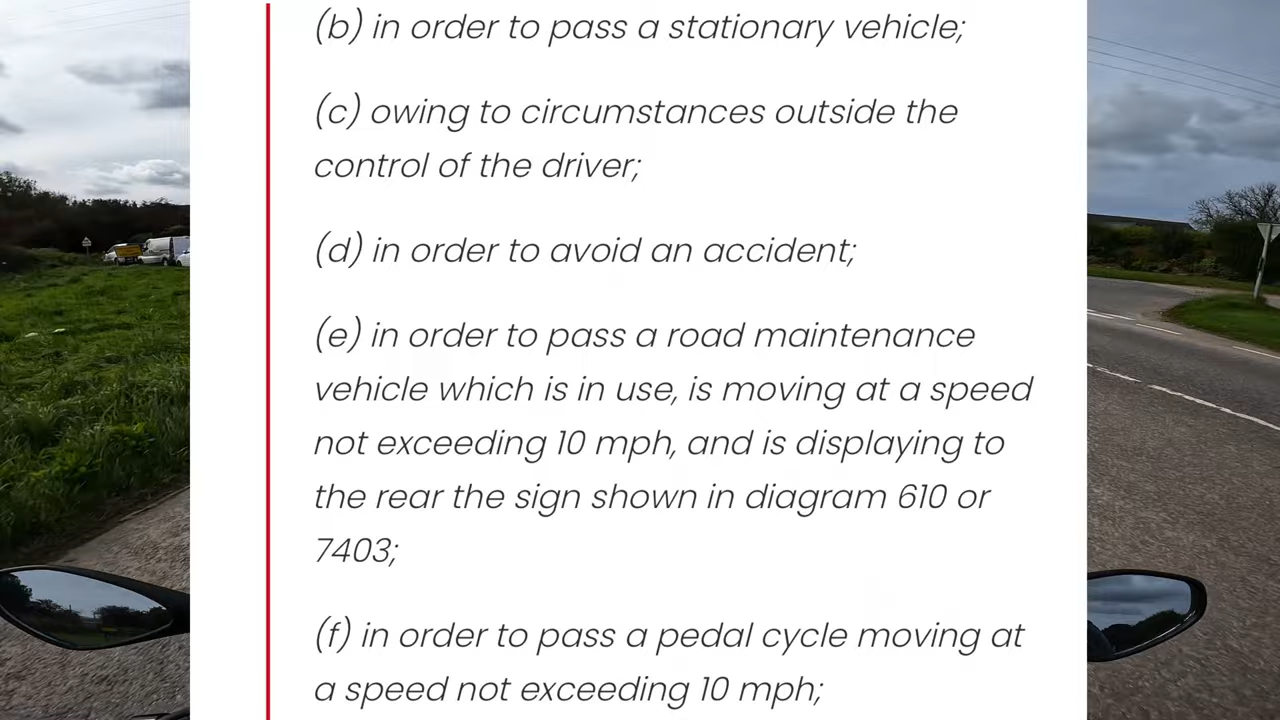 (b) in order to pass a stationary vehicle;
(c) owing to circumstances outside the
control of the driver;
(d) in order to avoid an accident;
(e) in order to pass a road maintenance
vehicle which is in use, is moving at a speed
not exceeding 10 mph, and is displaying to
the rear the sign shown in diagram 610 or
7403;
(f) in order to pass a pedal cycle moving at
a speed not exceeding 10 mph;